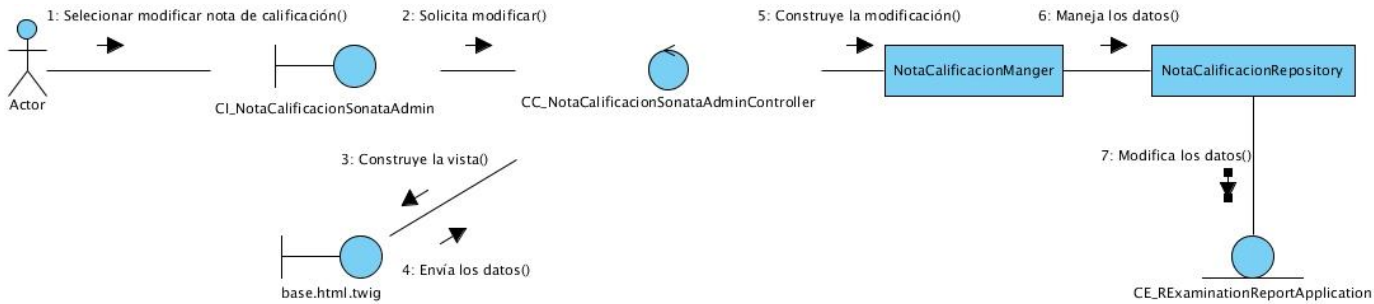 1: Selecionar modificar nota de calificación()
2: Solicita modificar()
5: Construye la modificación()
6: Maneja los datos()
NotaCalificacionManger
NotaCalificacionRepository
Actor
CI_NotaCalificacionSonataAdmin
CC_NotaCalificacionSonataAdminController
3: Construye la vista()
7: Modifica los datos()
4: Envía los datos()
base.html.twig
CE_RExaminationReportApplication